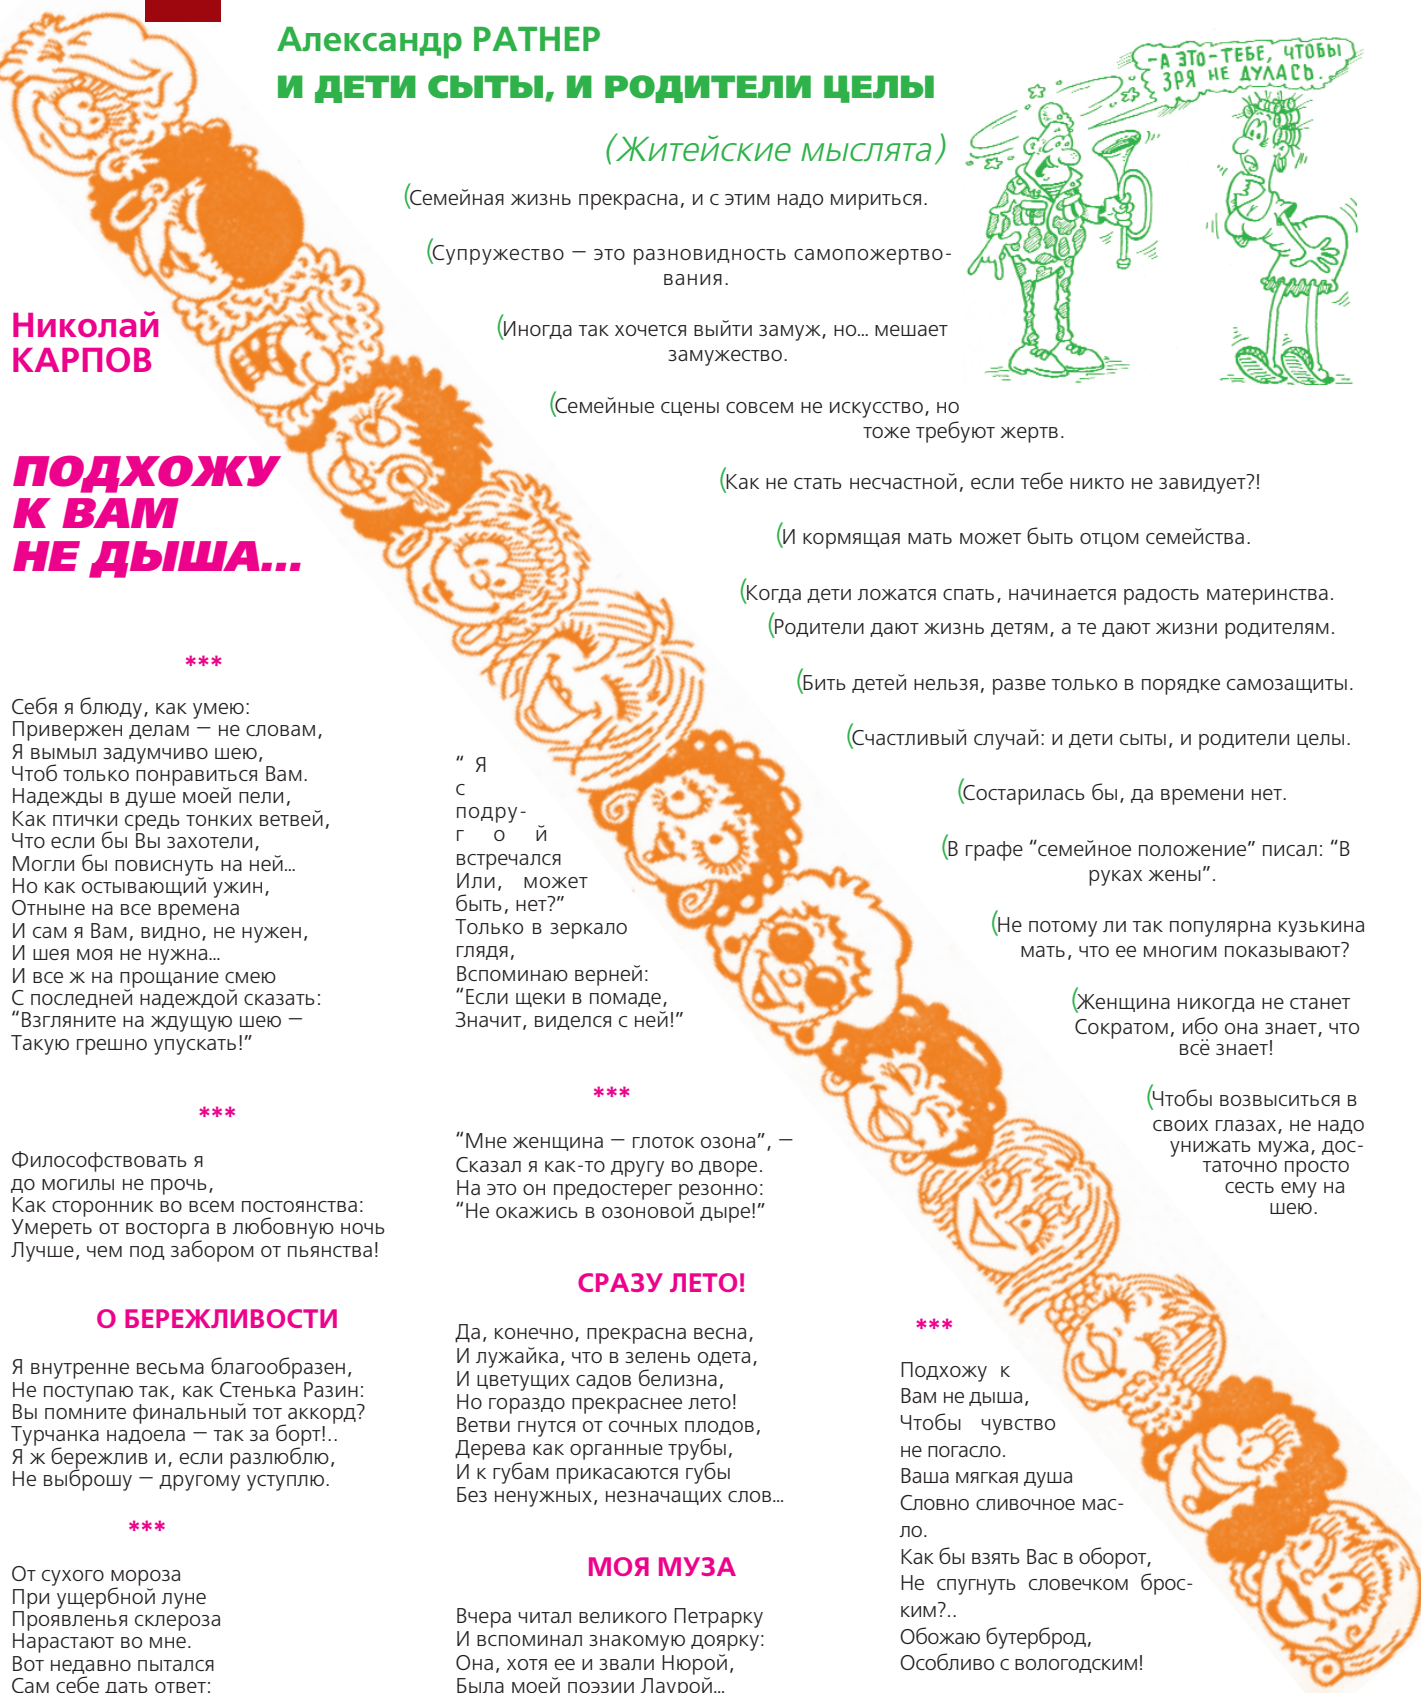 Александр РАТНЕР
И ДЕТИ СЫТЫ, И РОДИТЕЛИ ЦЕЛЫ
(Житейские мыслята)
-А ЭТО-ТЕБЕ, ЧТОБЫ
ЗРЯ НЕ ДУЛАСЬ.
(Семейная жизнь прекрасна, и с этим надо мириться.
(Супружество — это разновидность самопожертво-
вания.
(Иногда так хочется выйти замуж, но... мешает
замужество.
(Семейные сцены совсем не искусство, но
тоже требуют жертв.
(Как не стать несчастной, если тебе никто не завидует?!
(И кормящая мать может быть отцом семейства.
(Когда дети ложатся спать, начинается радость материнства.
(Родители дают жизнь детям, а те дают жизни родителям.
(Бить детей нельзя, разве только в порядке самозащиты.
(Счастливый случай: и дети сыты, и родители целы.
(Состарилась бы, да времени нет.
(В графе “семейное положение” писал: “В
руках жены”.
(Не потому ли так популярна кузькина
мать, что ее многим показывают?
(Женщина никогда не станет
Сократом, ибо она знает, что
всё знает!
(Чтобы возвыситься в
своих глазах, не надо
унижать мужа, дос-
таточно просто
сесть ему на
шею.
Николай
КАРПОВ
ПОДХОЖУ
К ВАМ
НЕ ДЫША...
***
Себя я блюду, как умею:
Привержен делам — не словам,
Я вымыл задумчиво шею,
Чтоб только понравиться Вам.
Надежды в душе моей пели,
Как птички средь тонких ветвей,
Что если бы Вы захотели,
Могли бы повиснуть на ней...
Но как остывающий ужин,
Отныне на все времена
И сам я Вам, видно, не нужен,
И шея моя не нужна...
И все ж на прощание смею
С последней надеждой сказать:
“Взгляните на ждущую шею —
Такую грешно упускать!”
***
Философствовать я
до могилы не прочь,
Как сторонник во всем постоянства:
Умереть от восторга в любовную ночь
Лучше, чем под забором от пьянства!
О БЕРЕЖЛИВОСТИ
Я внутренне весьма благообразен,
Не поступаю так, как Стенька Разин:
Вы помните финальный тот аккорд?
Турчанка надоела — так за борт!..
Я ж бережлив и, если разлюблю,
Не выброшу — другому уступлю.
***
От сухого мороза
При ущербной луне
Проявленья склероза
Нарастают во мне.
Вот недавно пытался
Сам себе дать ответ:
“ Я
с
подру-
г о й
встречался
Или, может
быть, нет?”
Только в зеркало
глядя,
Вспоминаю верней:
“Если щеки в помаде,
Значит, виделся с ней!”
***
“Мне женщина — глоток озона”, —
Сказал я как-то другу во дворе.
На это он предостерег резонно:
“Не окажись в озоновой дыре!”
СРАЗУ ЛЕТО!
Да, конечно, прекрасна весна,
И лужайка, что в зелень одета,
И цветущих садов белизна,
Но гораздо прекраснее лето!
Ветви гнутся от сочных плодов,
Дерева как органные трубы,
И к губам прикасаются губы
Без ненужных, незначащих слов...
МОЯ МУЗА
Вчера читал великого Петрарку
И вспоминал знакомую доярку:
Она, хотя ее и звали Нюрой,
Была моей поэзии Лаурой...
***
Подхожу к
Вам не дыша,
Чтобы чувство
не погасло.
Ваша мягкая душа
Словно сливочное мас-
ло.
Как бы взять Вас в оборот,
Не спугнуть словечком брос-
ким?..
Обожаю бутерброд,
Особливо с вологодским!